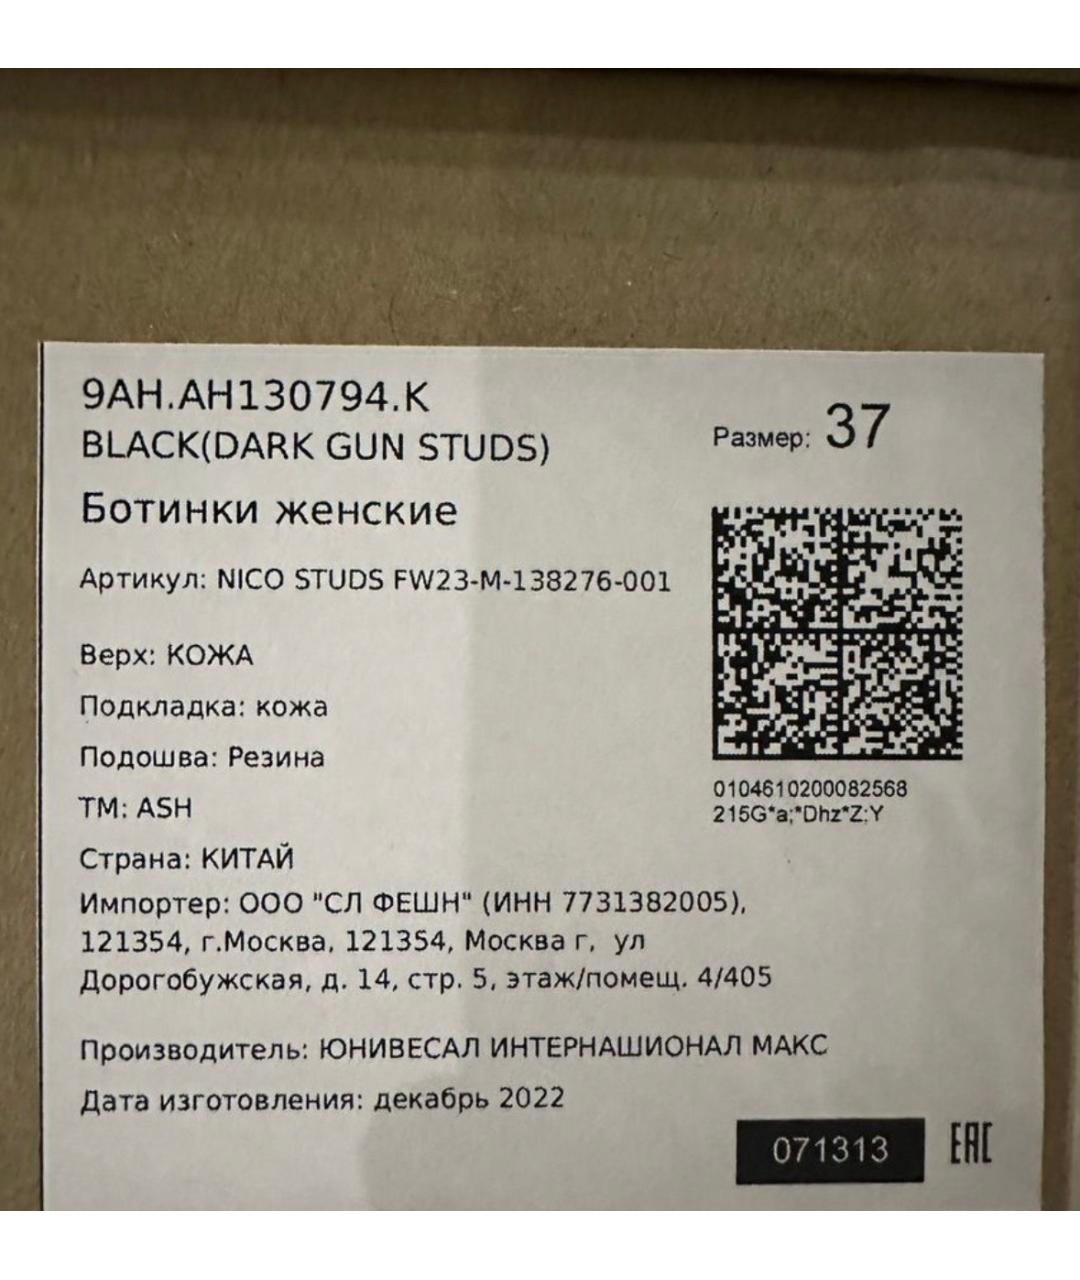 9AH.AH130794.K
BLACK(DARK GUN STUDS)
Размер: 37
Ботинки женские
Артикул: NICO STUDS FW23-M-138276-001
Верх: КОЖА
Подкладка: кожа
Подошва: Резина
ТМ: ASH
0104610200082568
215G*a;*Dhz*Z:Y
Страна: КИТАЙ
Импортер: ООО "СЛ ФЕШН" (ИНН 7731382005),
121354, г.Москва, 121354, Москва г, ул
Дорогобужская, д. 14, стр. 5, этаж/помещ. 4/405
Производитель: ЮНИВЕСАЛ ИНТЕРНАШИОНАЛ МАКС
Дата изготовления: декабрь 2022
071313
EAC